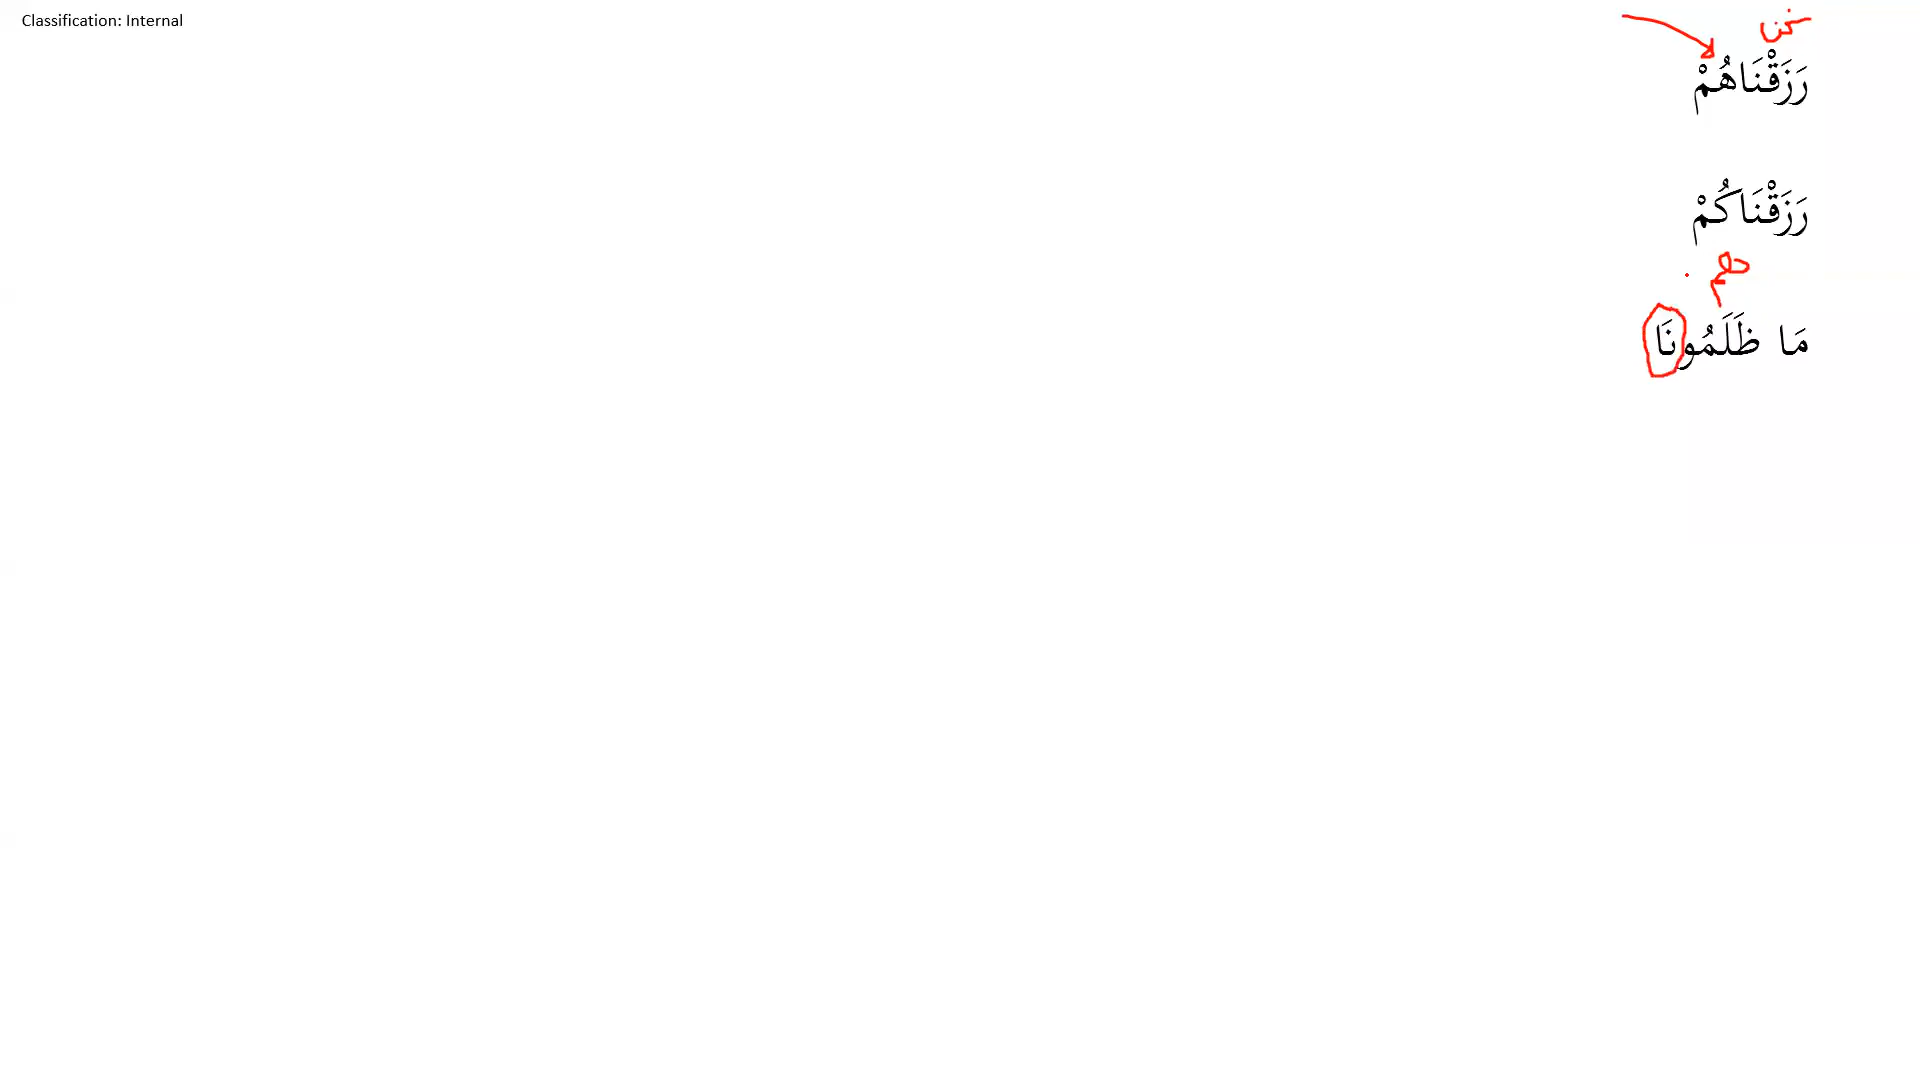 Classification: Internal
نحن
رَزَقْنَاهُمْ
رَزَقْنَاكُمْ
هم
مَا ظَلَمُونَا